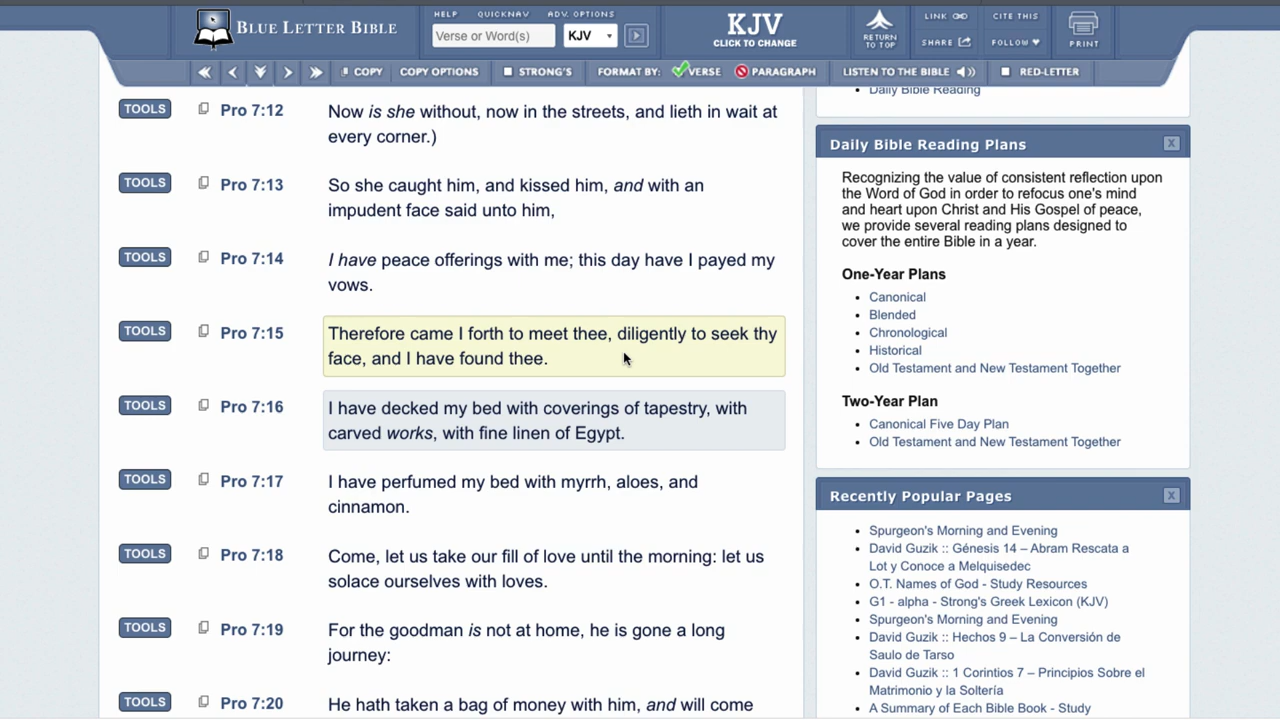 BLUE LETTER BIBLE
HELP QUICKNAV ADV. OPTIONS
Verse or Word(s) KJV
KJV
CLICK TO CHANGE
RETURN
TO TOP
LINK CITE THIS
SHARE FOLLOW
PRINT
COPY COPY OPTIONS STRONG'S FORMAT BY: VERSE PARAGRAPH LISTEN TO THE BIBLE RED-LETTER
TOOLS Pro 7:12 Now is she without, now in the streets, and lieth in wait at
every corner.)
TOOLS Pro 7:13 So she caught him, and kissed him, and with an
impudent face said unto him,
TOOLS Pro 7:14 I have peace offerings with me; this day have I payed my
vows.
TOOLS Pro 7:15 Therefore came I forth to meet thee, diligently to seek thy
face, and I have found thee.
TOOLS Pro 7:16 I have decked my bed with coverings of tapestry, with
carved works, with fine linen of Egypt.
TOOLS Pro 7:17 I have perfumed my bed with myrrh, aloes, and
cinnamon.
TOOLS Pro 7:18 Come, let us take our fill of love until the morning: let us
solace ourselves with loves.
TOOLS Pro 7:19 For the goodman is not at home, he is gone a long
journey:
TOOLS Pro 7:20 He hath taken a bag of money with him, and will come
Daily Bible Reading
Daily Bible Reading Plans X
Recognizing the value of consistent reflection upon
the Word of God in order to refocus one's mind
and heart upon Christ and His Gospel of peace,
we provide several reading plans designed to
cover the entire Bible in a year.
One-Year Plans
Canonical
Blended
Chronological
Historical
Old Testament and New Testament Together
Two-Year Plan
Canonical Five Day Plan
Old Testament and New Testament Together
Recently Popular Pages X
Spurgeon's Morning and Evening
David Guzik :: Génesis 14 – Abram Rescata a
Lot y Conoce a Melquisedec
O.T. Names of God - Study Resources
G1 - alpha - Strong's Greek Lexicon (KJV)
Spurgeon's Morning and Evening
David Guzik :: Hechos 9 – La Conversión de
Saulo de Tarso
David Guzik :: 1 Corintios 7 – Principios Sobre el
Matrimonio y la Soltería
A Summary of Each Bible Book - Study